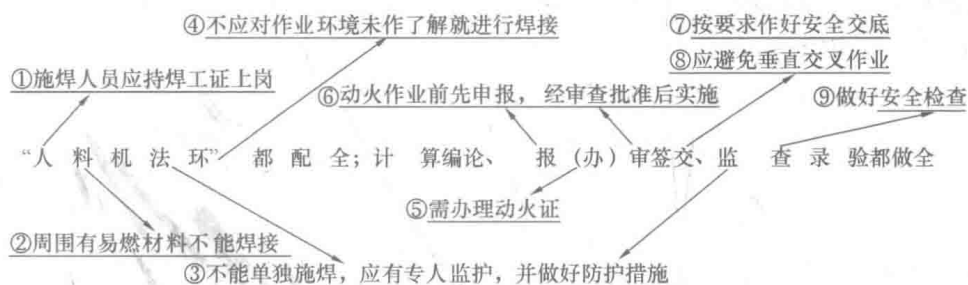 ④不应对作业环境未作了解就进行焊接 ⑦按要求作好安全交底
⑧应避免垂直交叉作业
①施焊人员应持焊工证上岗
⑥动火作业前先申报，经审查批准后实施 ⑨做好安全检查
“人 料 机 法 环” 都 配 全；计 算编论、 报（办）审签交、监 查 录 验都做全
⑤需办理动火证
②周围有易燃材料不能焊接
③不能单独施焊，应有专人监护，并做好防护措施